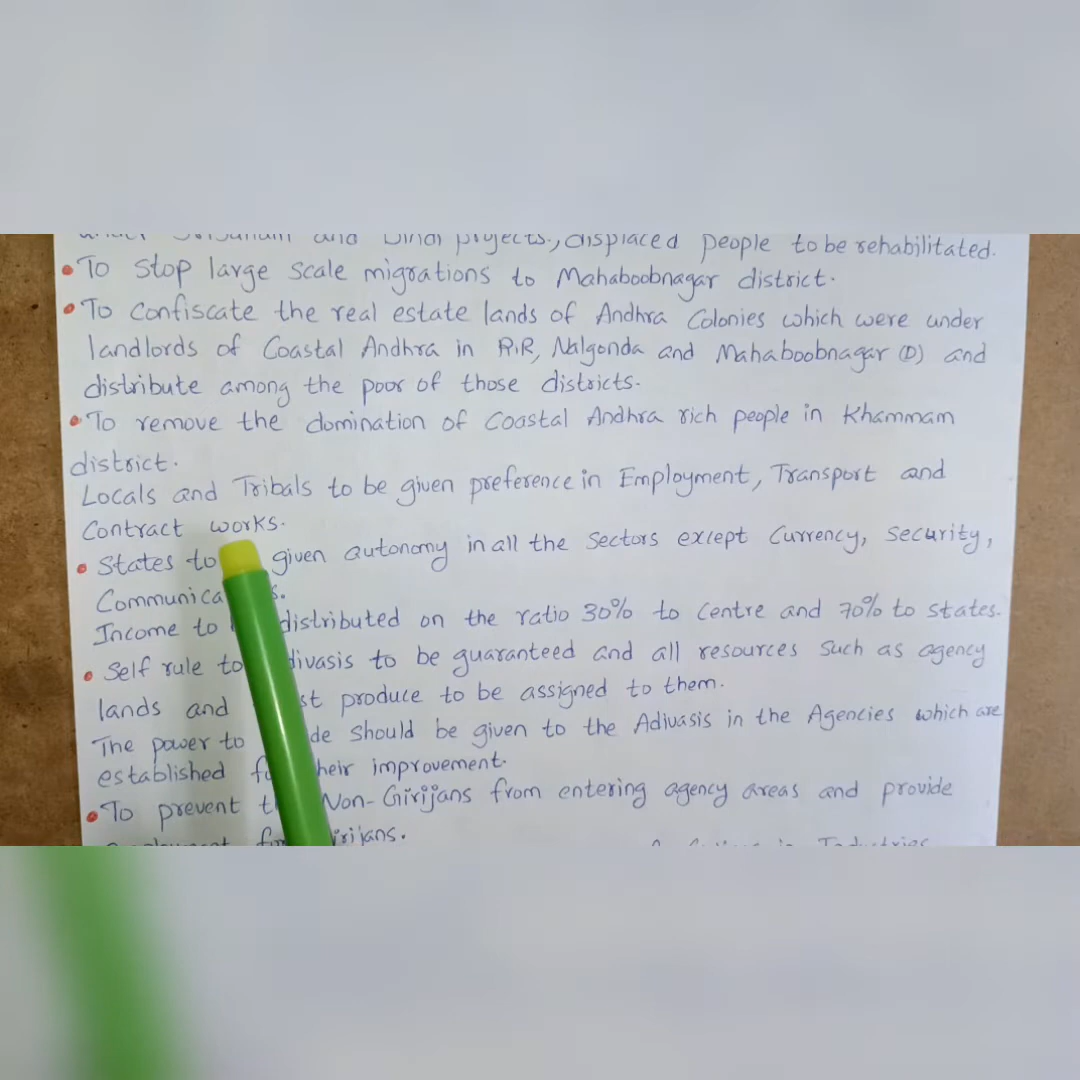 and projects., displaced people to be rehabilitated.
• To stop large scale migrations to Mahaboobnagar district.
• To confiscate the real estate lands of Andhra Colonies which were under
landlords of Coastal Andhra in R.R, Nalgonda and Mahaboobnagar (D) and
distribute among the poor of those districts.
• To remove the domination of Coastal Andhra rich people in Khammam
district.
Locals and Tribals to be given preference in Employment, Transport and
Contract works.
• States to given autonomy in all the Sectors except Currency, Security,
Income to distributed on the ratio 30% to Centre and 70% to states.
• Self rule to to be guaranteed and all resources such as agency
lands and produce to be assigned to them.
The power to should be given to the Adivasis in the Agencies which are
established their improvement.
• To prevent Non-Girijans from entering agency areas and provide